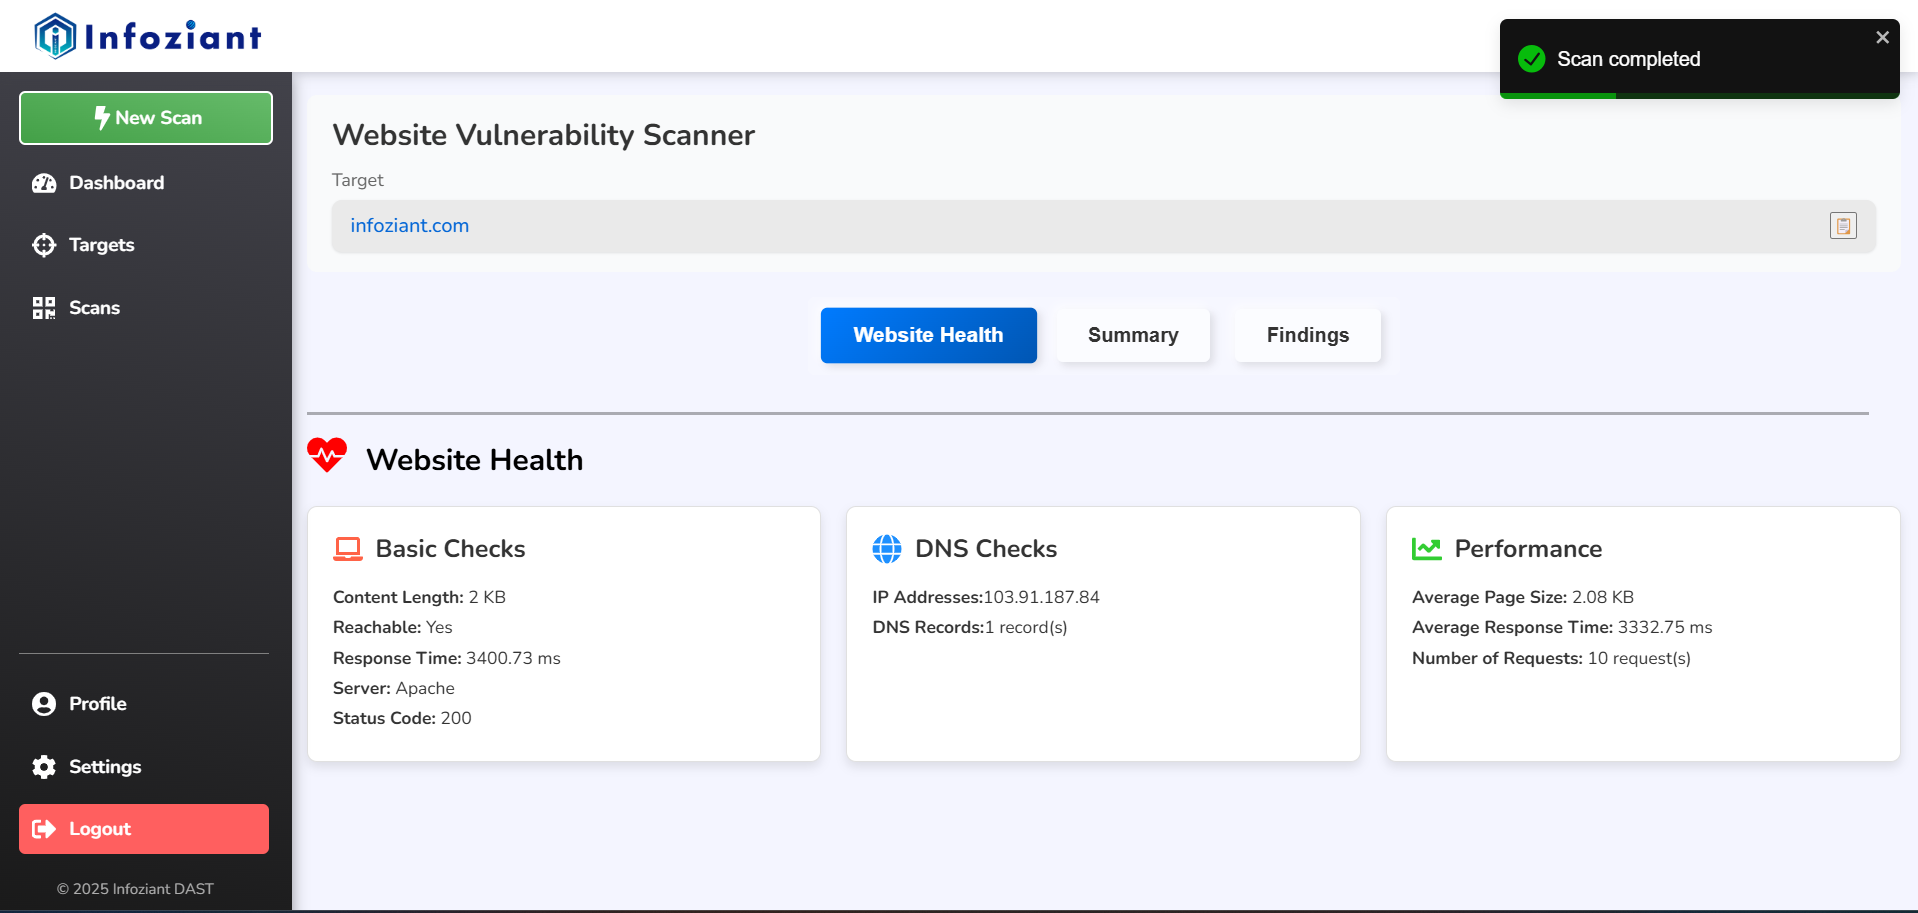 Infoziant
Scan completed
New Scan
Dashboard
Targets
Scans
Profile
Settings
Logout
© 2025 Infoziant DAST
Website Vulnerability Scanner
Target
infoziant.com
Website Health
Summary
Findings
Website Health
Basic Checks
Content Length: 2 KB
Reachable: Yes
Response Time: 3400.73 ms
Server: Apache
Status Code: 200
DNS Checks
IP Addresses:103.91.187.84
DNS Records:1 record(s)
Performance
Average Page Size: 2.08 KB
Average Response Time: 3332.75 ms
Number of Requests: 10 request(s)